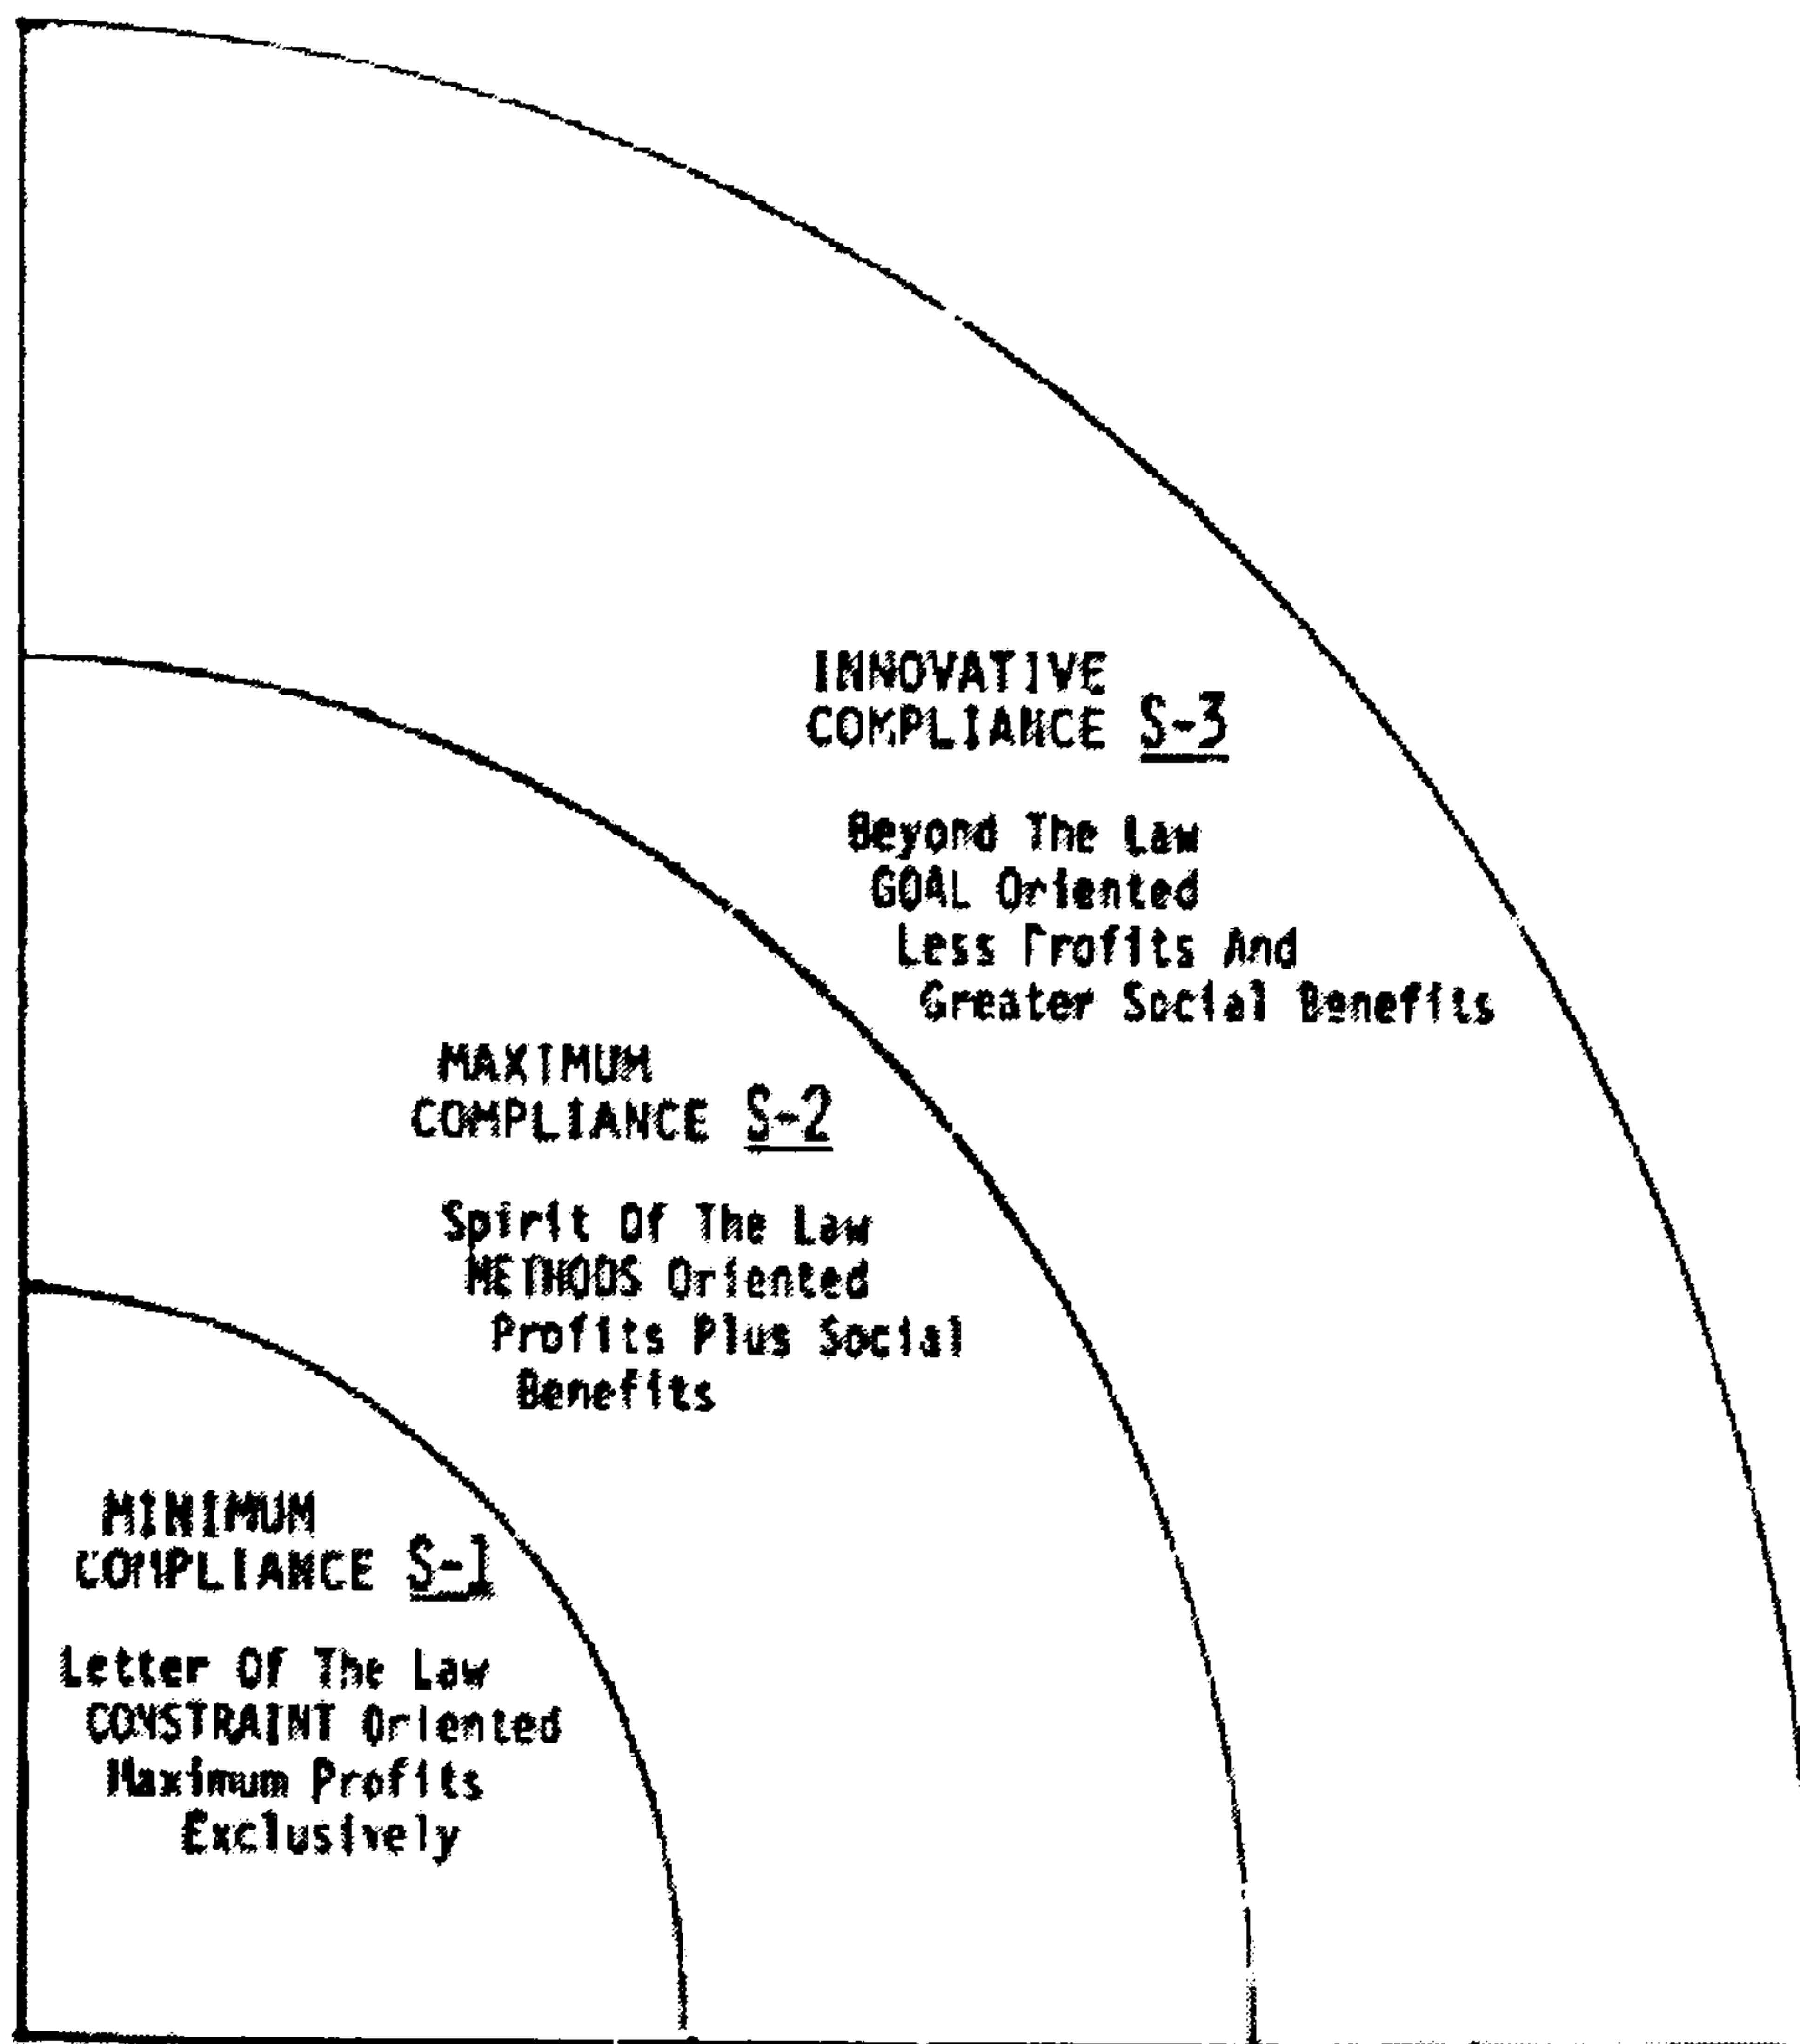 INNOVATIVE
COMPLIANCE S-3
Beyond The Law
GOAL Oriented
Less Profits And
Greater Social Benefits
MAXIMUM
COMPLIANCE S-2
Spirit Of The Law
METHODS Oriented
Profits Plus Social
Benefits
MINIMUM
COMPLIANCE S-1
Letter Of The Law
CONSTRAINT Oriented
Maximum Profits
Exclusively